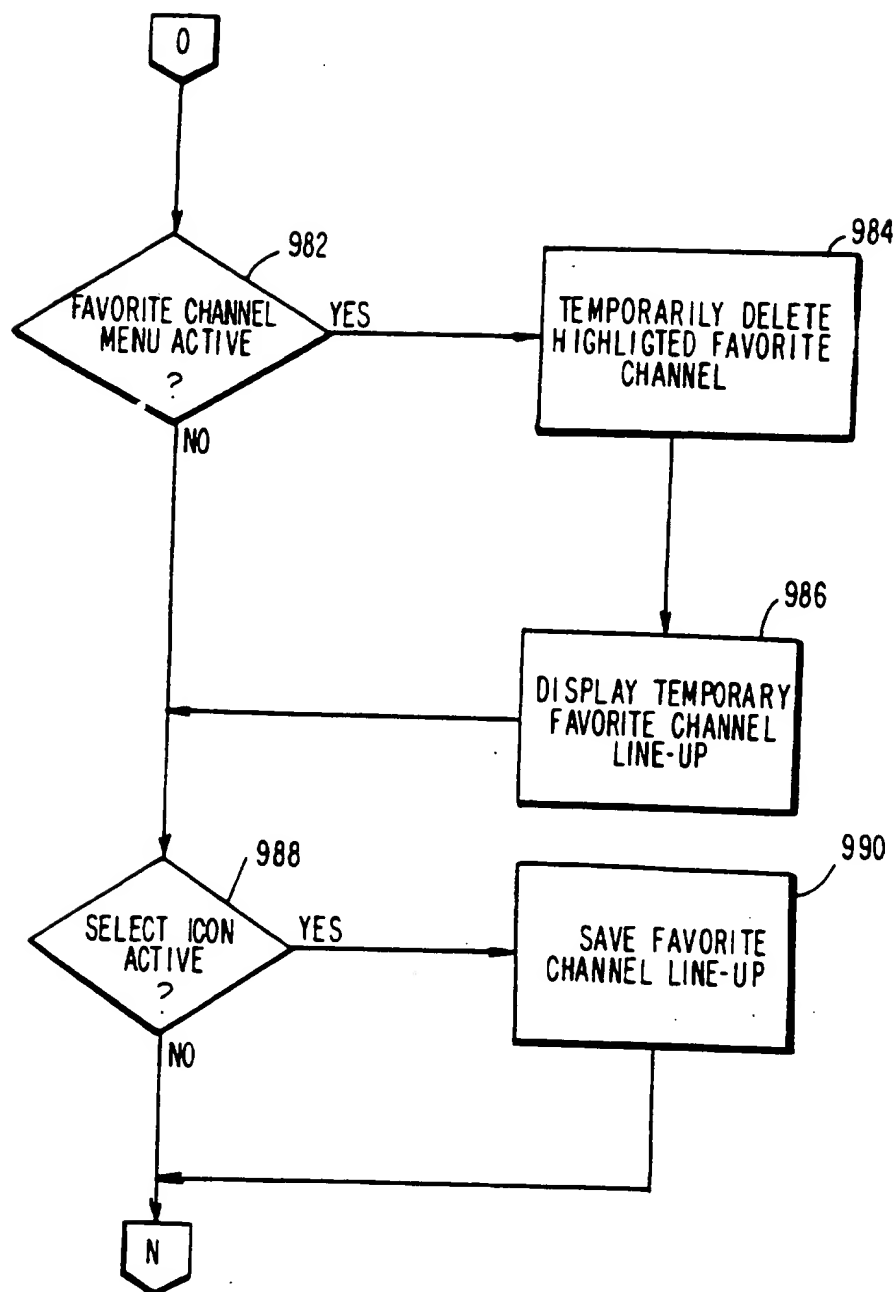 O
982
FAVORITE CHANNEL
MENU ACTIVE
?
YES
NO
984
TEMPORARILY DELETE
HIGHLIGTED FAVORITE
CHANNEL
986
DISPLAY TEMPORARY
FAVORITE CHANNEL
LINE-UP
988
SELECT ICON
ACTIVE
?
YES
NO
990
SAVE FAVORITE
CHANNEL LINE-UP
N